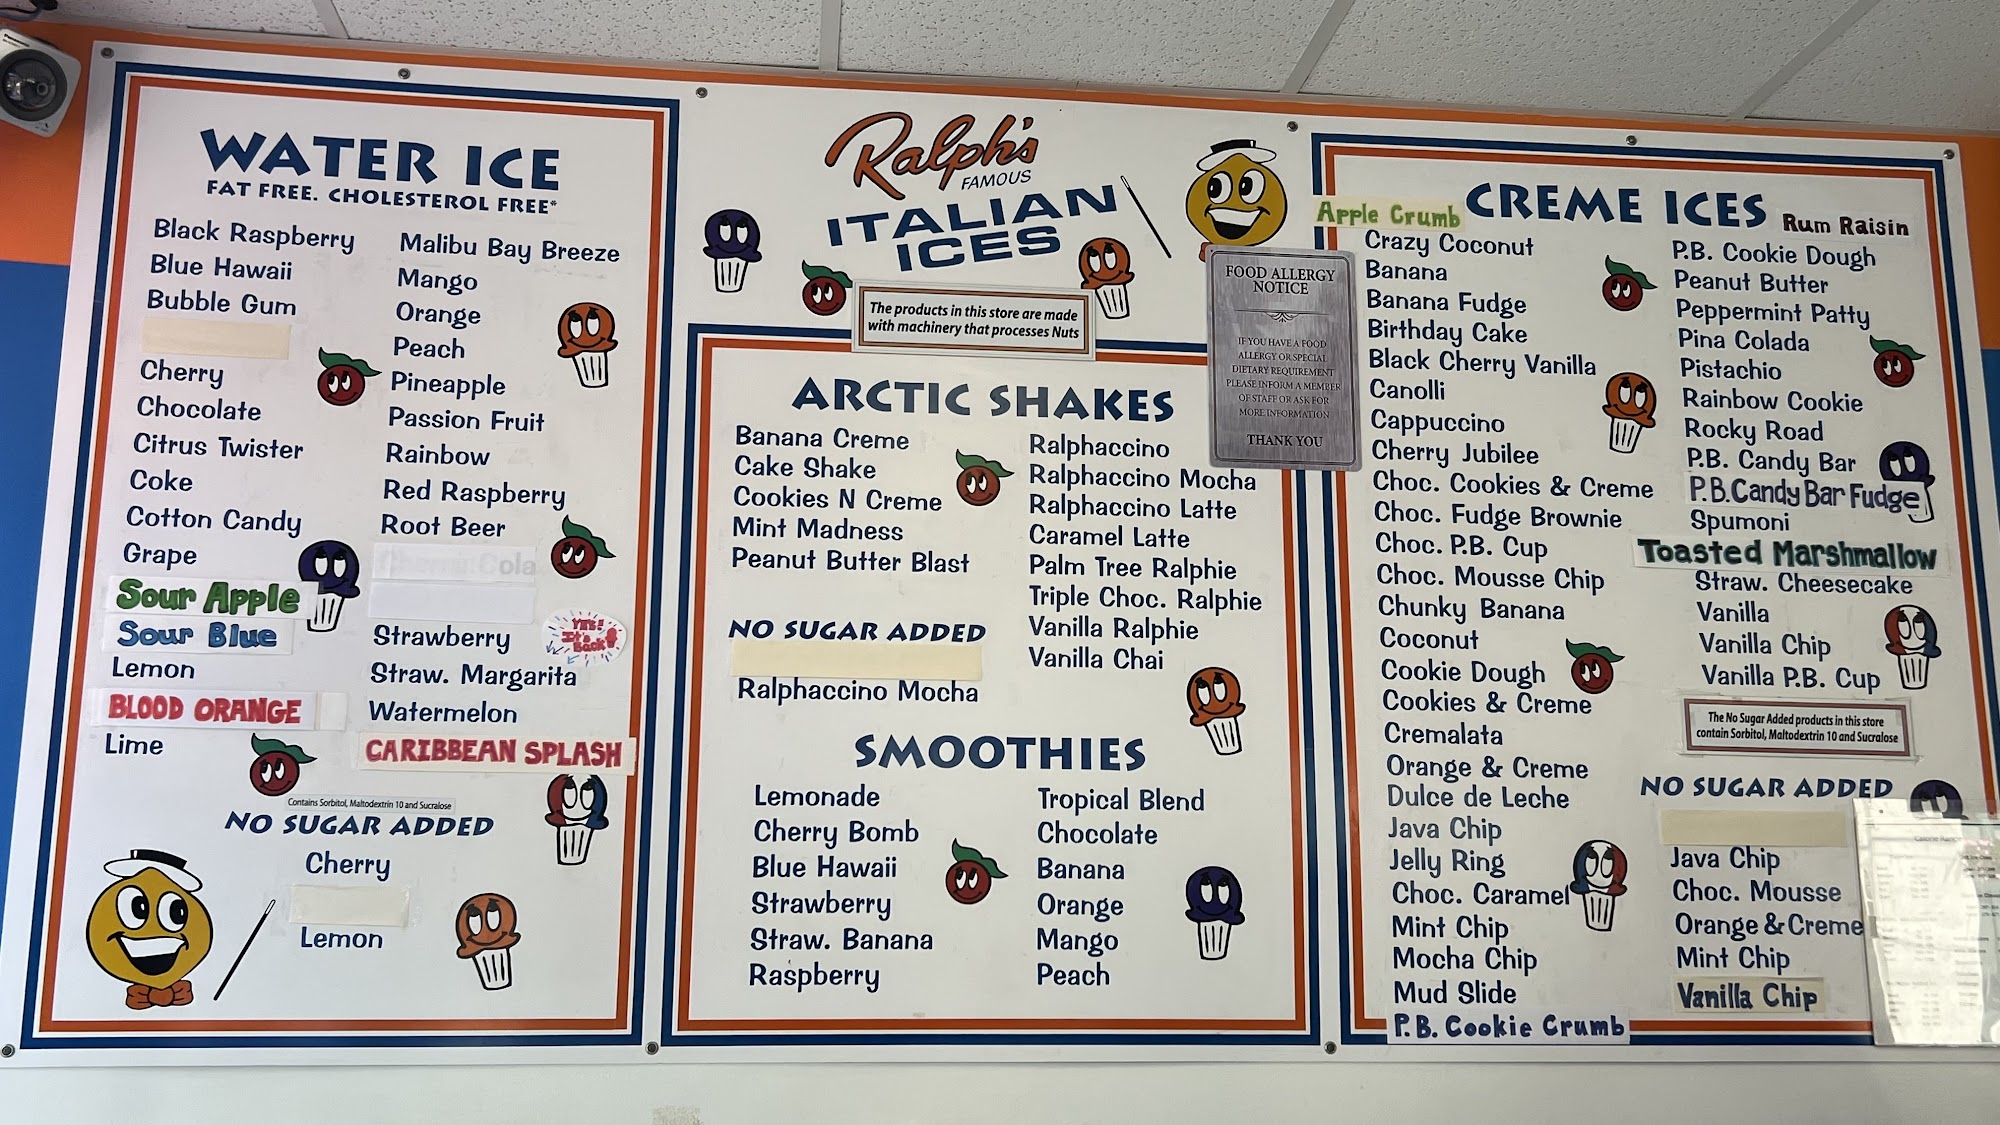 WATER ICE
FAT FREE. CHOLESTEROL FREE*
Black Raspberry
Blue Hawaii
Bubble Gum
Cherry
Chocolate
Citrus Twister
Coke
Cotton Candy
Grape
Sour Apple
Sour Blue
Lemon
BLOOD ORANGE
Lime
Malibu Bay Breeze
Mango
Orange
Peach
Pineapple
Passion Fruit
Rainbow
Red Raspberry
Root Beer
Cola
Strawberry
YES!
It's
Back!
Straw. Margarita
Watermelon
CARIBBEAN SPLASH
Contains Sorbitol, Maltodextrin 10 and Sucralose
NO SUGAR ADDED
Cherry
Lemon
Ralph's
FAMOUS
ITALIAN
ICES
The products in this store are made
with machinery that processes Nuts
ARCTIC SHAKES
Banana Creme
Cake Shake
Cookies N Creme
Mint Madness
Peanut Butter Blast
NO SUGAR ADDED
Ralphaccino Mocha
Ralphaccino
Ralphaccino Mocha
Ralphaccino Latte
Caramel Latte
Palm Tree Ralphie
Triple Choc. Ralphie
Vanilla Ralphie
Vanilla Chai
SMOOTHIES
Lemonade
Cherry Bomb
Blue Hawaii
Strawberry
Straw. Banana
Raspberry
Tropical Blend
Chocolate
Banana
Orange
Mango
Peach
FOOD ALLERGY
NOTICE
IF YOU HAVE A FOOD
ALLERGY OR SPECIAL
DIETARY REQUIREMENT
PLEASE INFORM A MEMBER
OF STAFF OR ASK FOR
MORE INFORMATION
THANK YOU
CREME ICES
Apple Crumb
Crazy Coconut
Banana
Banana Fudge
Birthday Cake
Black Cherry Vanilla
Canolli
Cappuccino
Cherry Jubilee
Choc. Cookies & Creme
Choc. Fudge Brownie
Choc. P.B. Cup
Choc. Mousse Chip
Chunky Banana
Coconut
Cookie Dough
Cookies & Creme
Cremalata
Orange & Creme
Dulce de Leche
Java Chip
Jelly Ring
Choc. Caramel
Mint Chip
Mocha Chip
Mud Slide
P.B. Cookie Crumb
Rum Raisin
P.B. Cookie Dough
Peanut Butter
Peppermint Patty
Pina Colada
Pistachio
Rainbow Cookie
Rocky Road
P.B. Candy Bar
P.B. Candy Bar Fudge
Spumoni
Toasted Marshmallow
Straw. Cheesecake
Vanilla
Vanilla Chip
Vanilla P.B. Cup
The No Sugar Added products in this store
contain Sorbitol, Maltodextrin 10 and Sucralose
NO SUGAR ADDED
Java Chip
Choc. Mousse
Orange & Creme
Mint Chip
Vanilla Chip